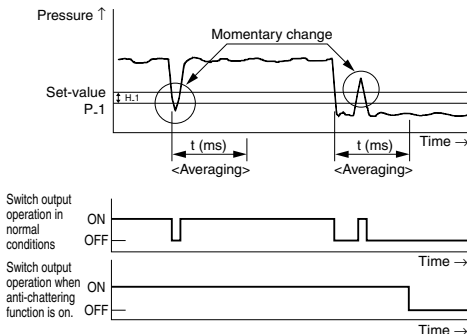 Pressure ↑
Momentary change
Set-value
P_1
H_1
t (ms)
t (ms)
Time →
<Averaging>
<Averaging>
Switch output
operation in
normal
conditions
ON
OFF
Time →
Switch output
operation when
anti-chattering
function is on.
ON
OFF
Time →